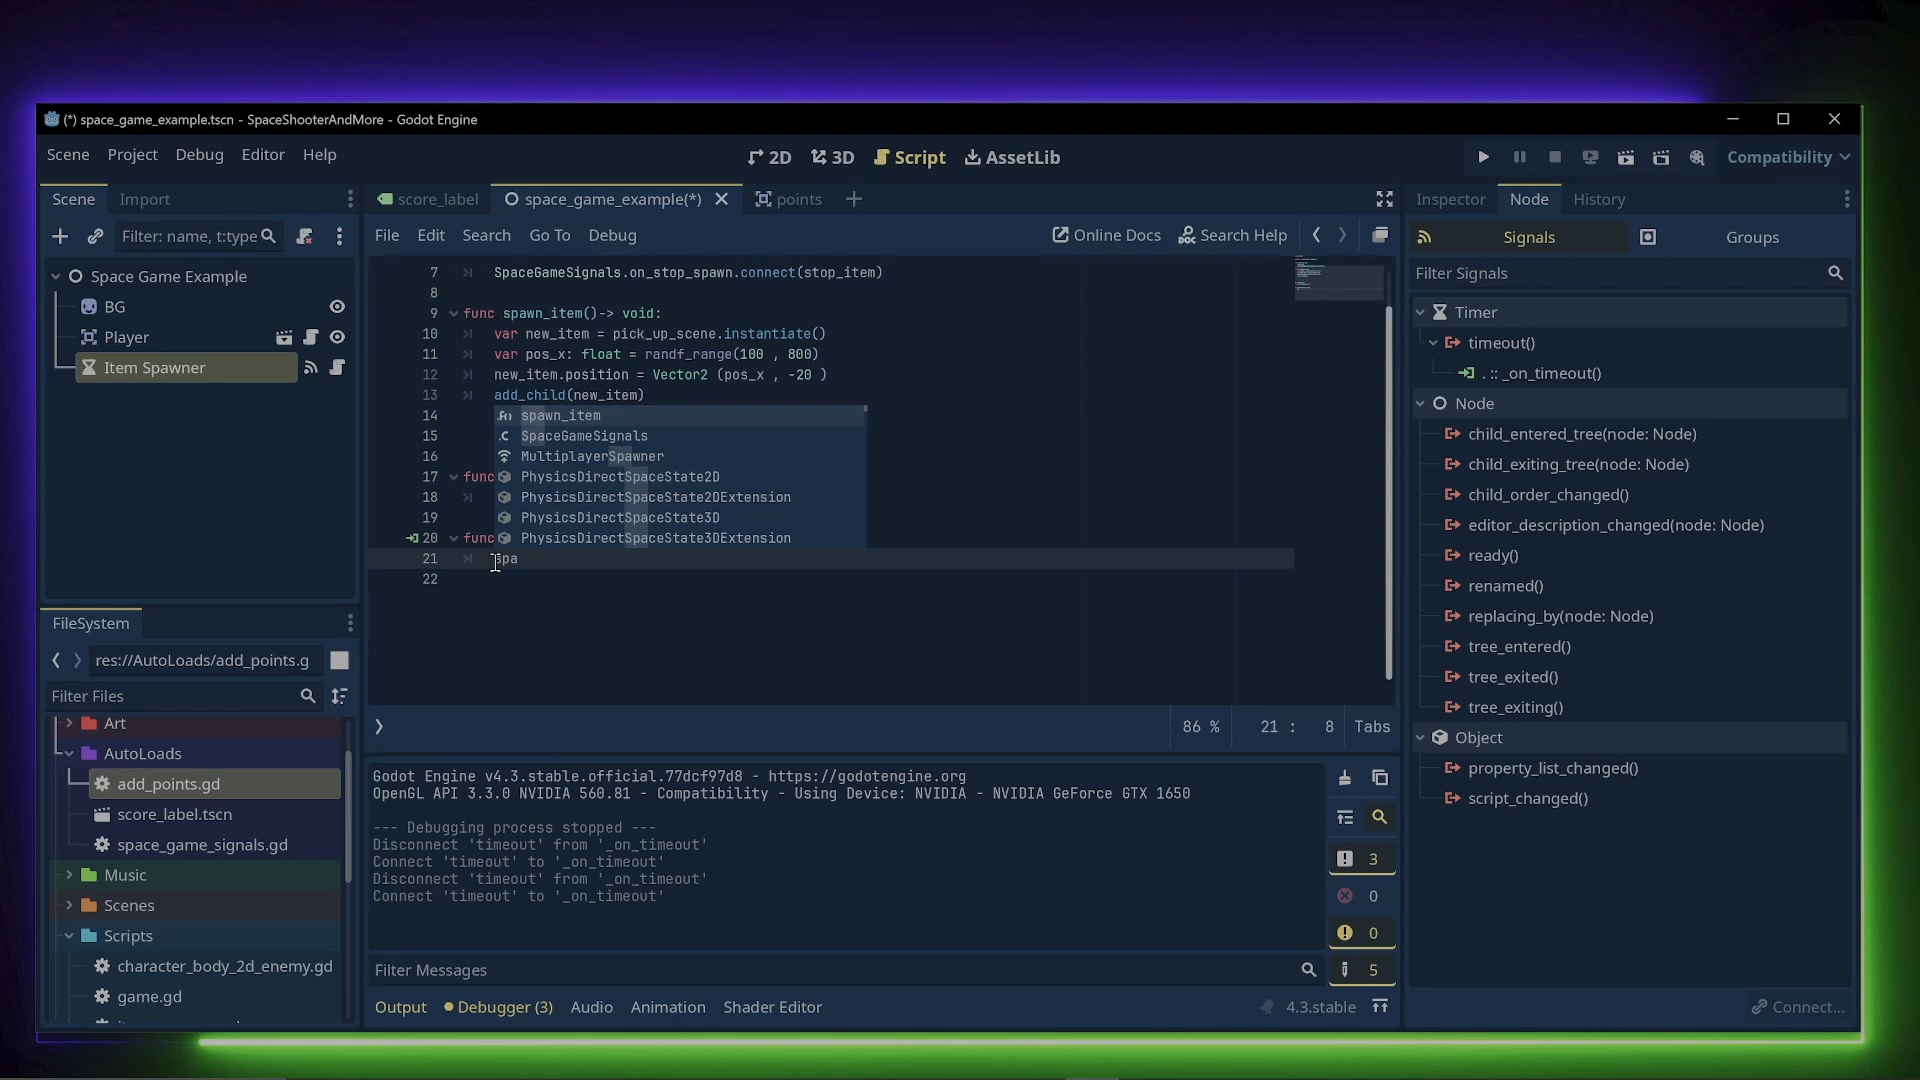 (*) space_game_example.tscn - SpaceShooterAndMore - Godot Engine
Scene Project Debug Editor Help
2D 3D Script AssetLib
Compatibility
Scene Import
Filter: name, t:type
Space Game Example
BG
Player
Item Spawner
FileSystem
res://AutoLoads/add_points.g
Filter Files
Art
AutoLoads
add_points.gd
score_label.tscn
space_game_signals.gd
Music
Scenes
Scripts
character_body_2d_enemy.gd
game.gd
score_label space_game_example(*) points
File Edit Search Go To Debug Online Docs Search Help
7 SpaceGameSignals.on_stop_spawn.connect(stop_item)
8
9 func spawn_item()-> void:
10 var new_item = pick_up_scene.instantiate()
11 var pos_x: float = randf_range(100 , 800)
12 new_item.position = Vector2 (pos_x , -20 )
13 add_child(new_item)
14 spawn_item
15 SpaceGameSignals
16 MultiplayerSpawner
17 func PhysicsDirectSpaceState2D
18 PhysicsDirectSpaceState2DExtension
19 PhysicsDirectSpaceState3D
20 func PhysicsDirectSpaceState3DExtension
21 spa
22
86 % 21 : 8 Tabs
Godot Engine v4.3.stable.official.77dcf97d8 - https://godotengine.org
OpenGL API 3.3.0 NVIDIA 560.81 - Compatibility - Using Device: NVIDIA - NVIDIA GeForce GTX 1650
--- Debugging process stopped ---
Disconnect 'timeout' from '_on_timeout'
Connect 'timeout' to '_on_timeout'
Disconnect 'timeout' from '_on_timeout'
Connect 'timeout' to '_on_timeout'
3
0
0
5
Filter Messages
Output Debugger (3) Audio Animation Shader Editor 4.3.stable
Inspector Node History
Signals Groups
Filter Signals
Timer
timeout()
. :: _on_timeout()
Node
child_entered_tree(node: Node)
child_exiting_tree(node: Node)
child_order_changed()
editor_description_changed(node: Node)
ready()
renamed()
replacing_by(node: Node)
tree_entered()
tree_exited()
tree_exiting()
Object
property_list_changed()
script_changed()
Connect...